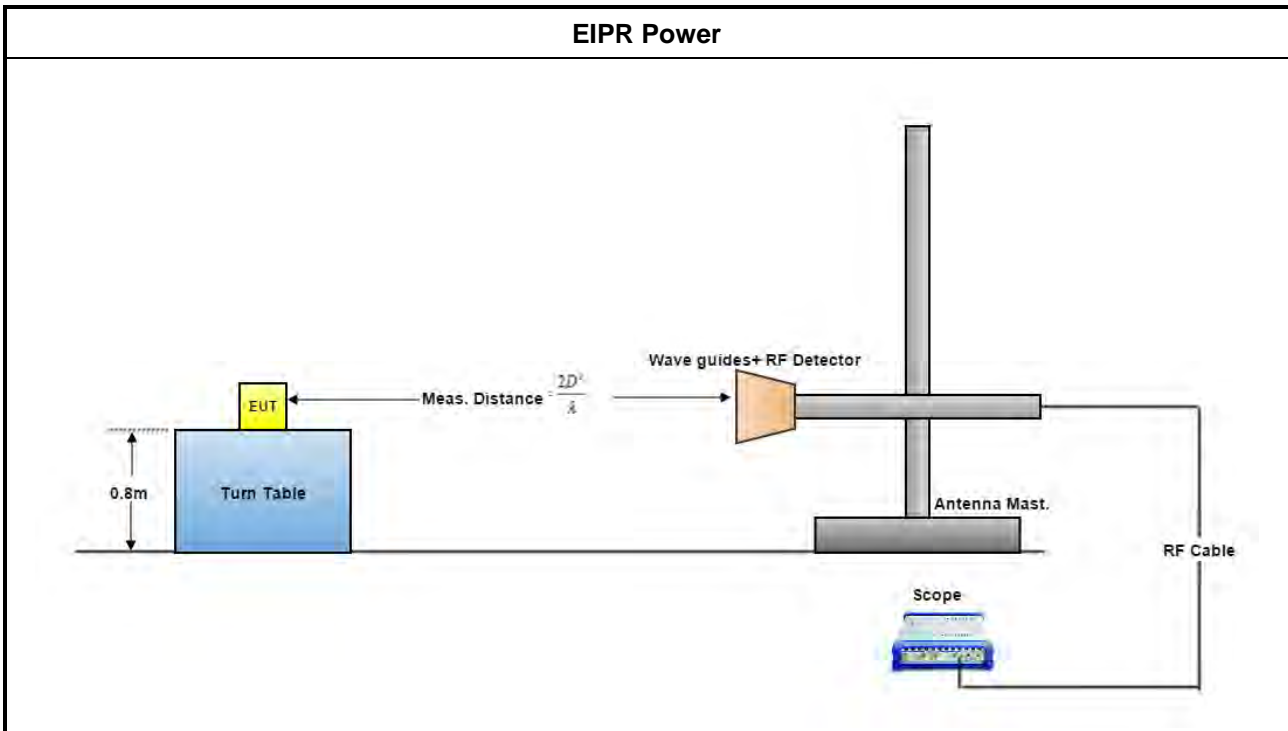 EIPR Power
Wave guides+ RF Detector
EUT
Meas. Distance = 2D²/λ
0.8m
Turn Table
Antenna Mast.
RF Cable
Scope